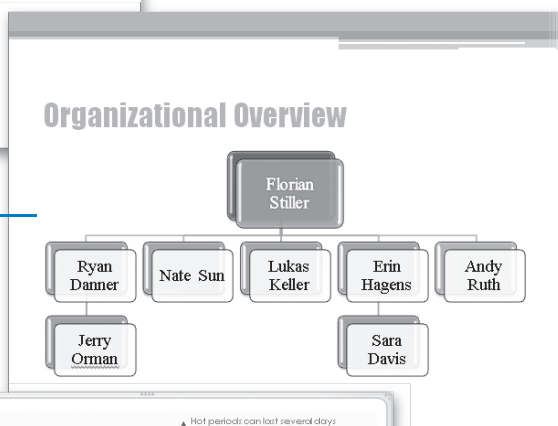 Organizational Overview
Florian
Stiller
Ryan
Danner
Nate Sun
Lukas
Keller
Erin
Hagens
Andy
Ruth
Jerry
Orman
Sara
Davis
Hot periods can last several days